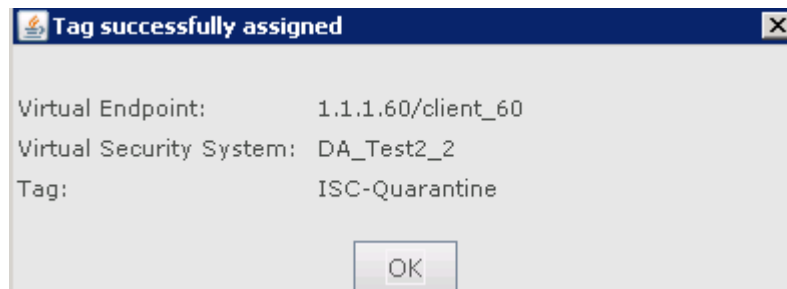 Tag successfully assigned
Virtual Endpoint: 1.1.1.60/client_60
Virtual Security System: DA_Test2_2
Tag: ISC-Quarantine
OK